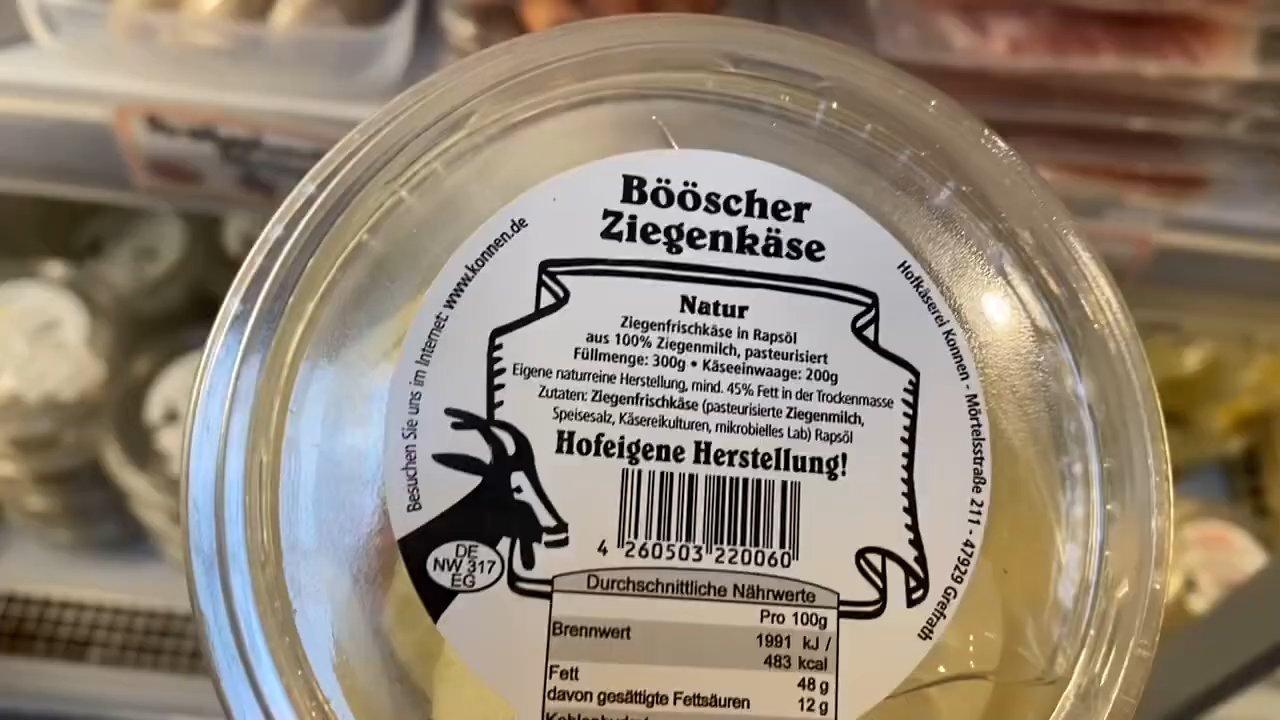 Bööscher
Ziegenkäse
Besuchen Sie uns im Internet: www.konnen.de
Hofkäserei Konnen - Mörtelsstraße 211 - 47929 Grefrath
Natur
Ziegenfrischkäse in Rapsöl
aus 100% Ziegenmilch, pasteurisiert
Füllmenge: 300g • Käseeinwaage: 200g
Eigene naturreine Herstellung, mind. 45% Fett in der Trockenmasse
Zutaten: Ziegenfrischkäse (pasteurisierte Ziegenmilch,
Speisesalz, Käsereikulturen, mikrobielles Lab) Rapsöl
Hofeigene Herstellung!
4 260503 220060
DE
NW 317
EG
Durchschnittliche Nährwerte
Pro 100g
Brennwert 1991 kJ /
483 kcal
Fett 48 g
davon gesättigte Fettsäuren 12 g